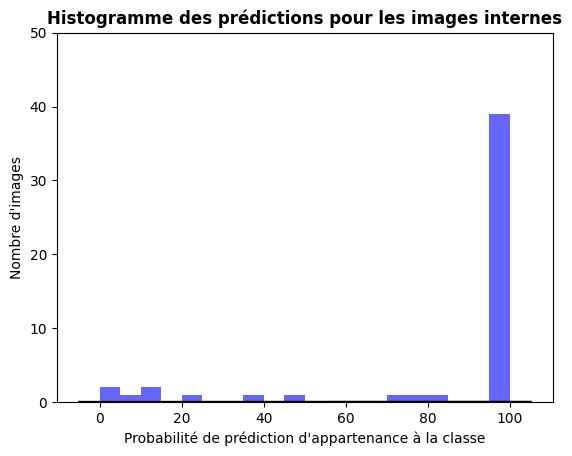 Histogramme des prédictions pour les images internes
50
40
30
20
10
0
Nombre d'images
0 20 40 60 80 100
Probabilité de prédiction d'appartenance à la classe